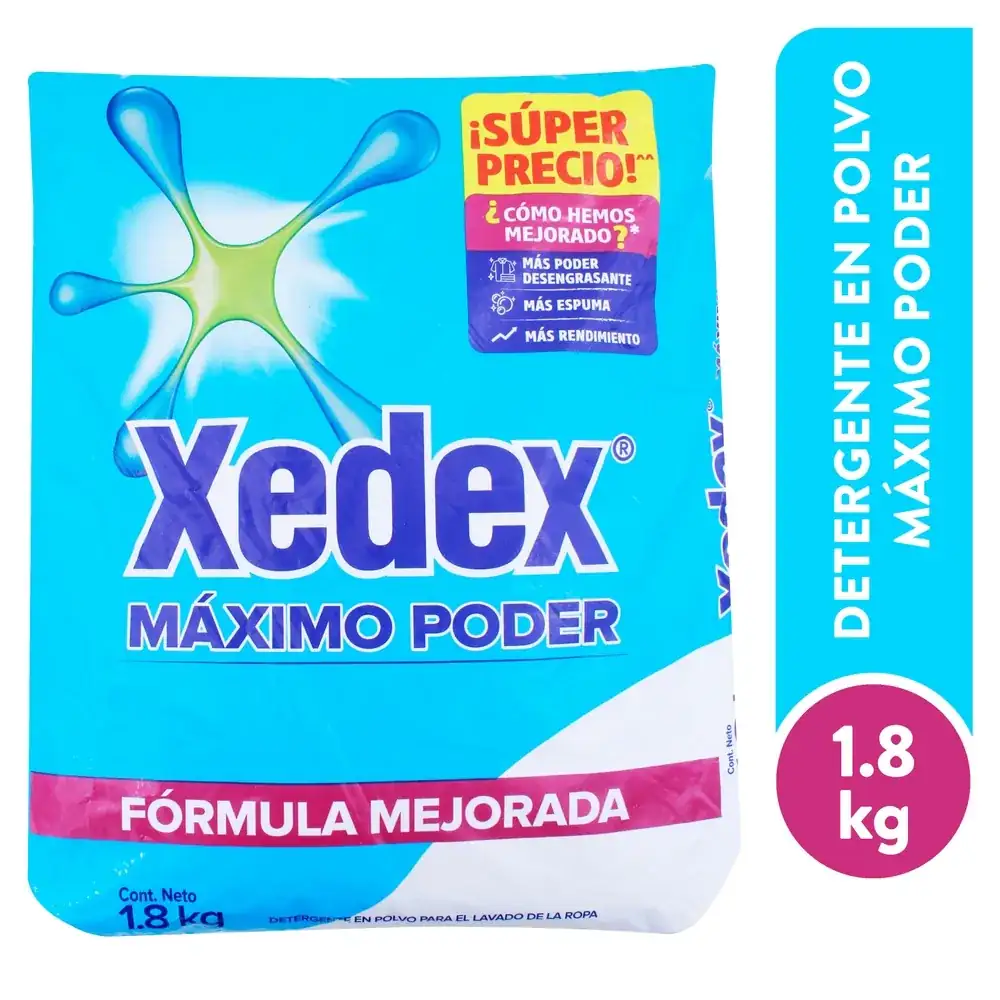 ¡SÚPER
PRECIO!^^
¿CÓMO HEMOS
MEJORADO?*
MÁS PODER
DESENGRASANTE
MÁS ESPUMA
MÁS RENDIMIENTO
Xedex®
MÁXIMO PODER
FÓRMULA MEJORADA
Cont. Neto
1.8 kg
DETERGENTE EN POLVO PARA EL LAVADO DE LA ROPA
Xedex®
Cont. Neto
DETERGENTE EN POLVO
MÁXIMO PODER
1.8
kg